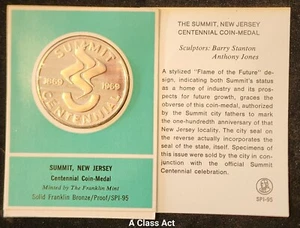 SUMMIT
1869 1969
CENTENNIAL
SUMMIT, NEW JERSEY
Centennial Coin-Medal
Minted by The Franklin Mint
Solid Franklin Bronze/Proof/SPI-95
THE SUMMIT, NEW JERSEY
CENTENNIAL COIN-MEDAL
Sculptors: Barry Stanton
Anthony Jones
A stylized "Flame of the Future" de-
sign, indicating both Summit's status
as a home of industry and its pros-
pects for future growth, graces the
obverse of this coin-medal, authorized
by the Summit city fathers to mark
the one-hundredth anniversary of that
New Jersey locality. The city seal on
the reverse actually incorporates the
seal of the state, itself. Specimens of
this issue were sold by the city in con-
junction with the official Summit
Centennial celebration.
SPI-95
A Class Act